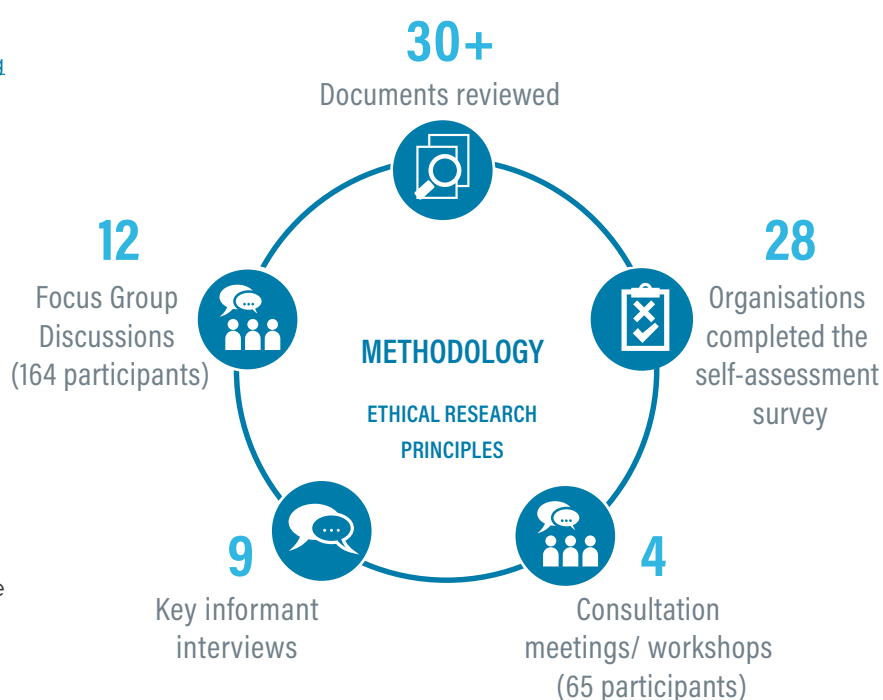 30+
Documents reviewed
12
Focus Group
Discussions
(164 participants)
28
Organisations
completed the
self-assessment
survey
METHODOLOGY
ETHICAL RESEARCH
PRINCIPLES
9
Key informant
interviews
4
Consultation
meetings/ workshops
(65 participants)